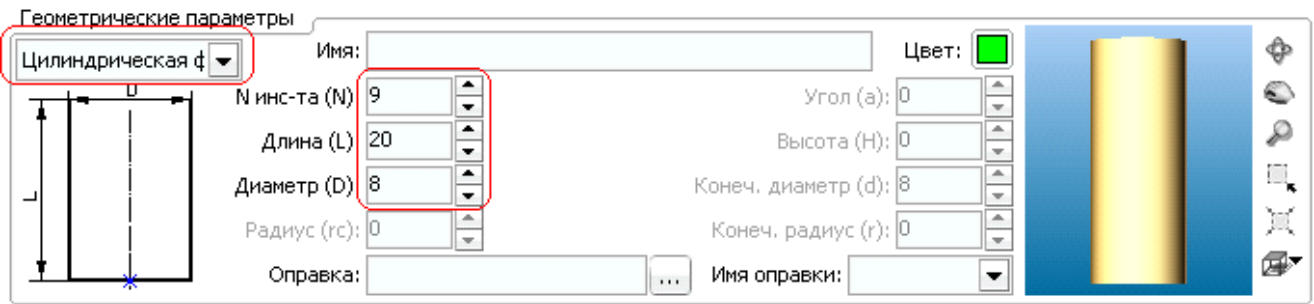 Геометрические параметры
Цилиндрическая ф
Имя:
Цвет:
D
L
N инс-та (N) 9
Угол (a): 0
Длина (L) 20
Высота (H): 0
Диаметр (D) 8
Конеч. диаметр (d): 8
Радиус (rc): 0
Конеч. радиус (r): 0
Оправка:
...
Имя оправки: